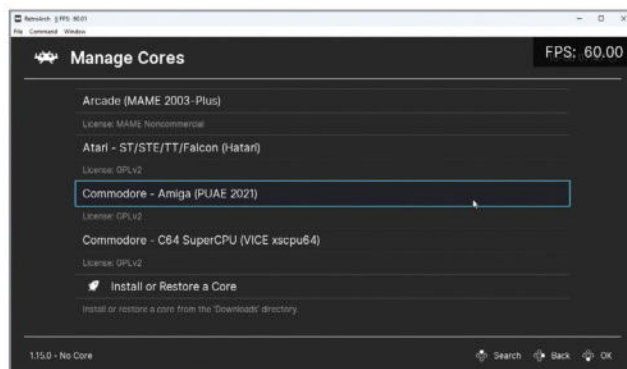 RetroArch || FPS: 60.01
File Command Window
Manage Cores
FPS: 60.00
Arcade (MAME 2003-Plus)
License: MAME Noncommercial
Atari - ST/STE/TT/Falcon (Hatari)
License: GPLv2
Commodore - Amiga (PUAE 2021)
License: GPLv2
Commodore - C64 SuperCPU (VICE xscpu64)
License: GPLv2
Install or Restore a Core
Install or restore a core from the 'Downloads' directory.
1.15.0 - No Core
Search Back OK